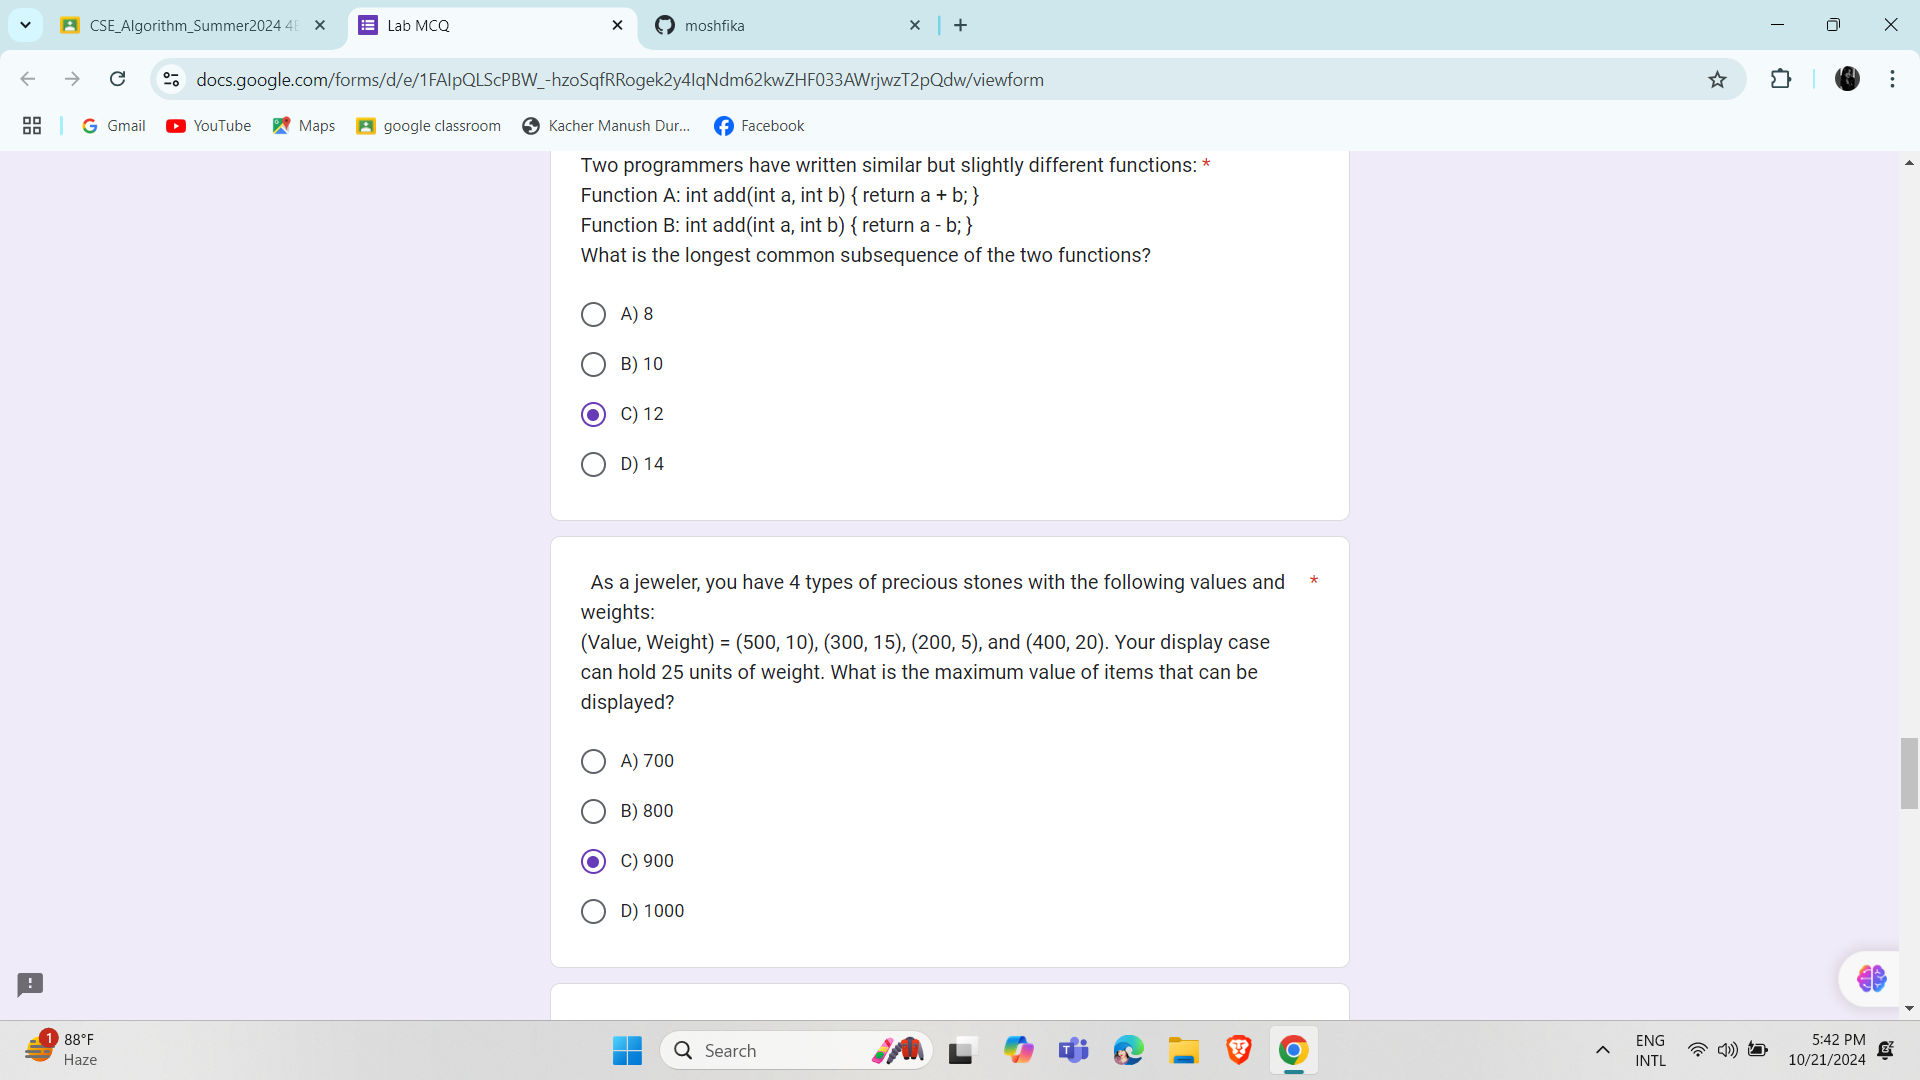 CSE_Algorithm_Summer2024 4E
Lab MCQ
moshfika
docs.google.com/forms/d/e/1FAIpQLScPBW_-hzoSqfRRogek2y4IqNdm62kwZHF033AWrjwzT2pQdw/viewform
Gmail
YouTube
Maps
google classroom
Kacher Manush Dur...
Facebook
Two programmers have written similar but slightly different functions: *
Function A: int add(int a, int b) { return a + b; }
Function B: int add(int a, int b) { return a - b; }
What is the longest common subsequence of the two functions?
A) 8
B) 10
C) 12
D) 14
As a jeweler, you have 4 types of precious stones with the following values and *
weights:
(Value, Weight) = (500, 10), (300, 15), (200, 5), and (400, 20). Your display case
can hold 25 units of weight. What is the maximum value of items that can be
displayed?
A) 700
B) 800
C) 900
D) 1000
1
88°F
Haze
Search
ENG
INTL
5:42 PM
10/21/2024